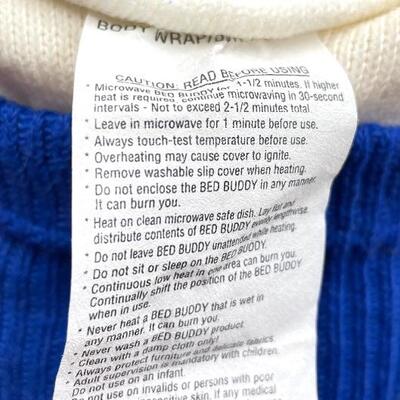 BODY
WRAP/
CAUTION: READ BEFORE USING
* Microwave BED BUDDY for 1-1/2 minutes. If higher
heat is required, continue microwaving in 30-second
intervals - Not to exceed 2-1/2 minutes total.
* Leave in microwave for 1 minute before use.
* Always touch-test temperature before use.
* Overheating may cause cover to ignite.
* Remove washable slip cover when heating.
* Do not enclose the BED BUDDY in any manner.
It can burn you.
* Heat on clean microwave safe dish. Lay flat and
distribute contents of BED BUDDY evenly lengthwise.
* Do not leave BED BUDDY unattended while heating.
* Do not sit or sleep on the BED BUDDY.
* Continuous low heat in one area can burn you.
Continually shift the position of the BED BUDDY
when in use.
* Never heat a BED BUDDY that is wet in
any manner. It can burn you.
* Never wash a BED BUDDY product.
* Clean with a damp cloth only!
* Always protect furniture and delicate fabrics.
* Adult supervision is mandatory with children.
Do not use on an infant.
Do not use on invalids or persons with poor
sensitive skin. If any medical